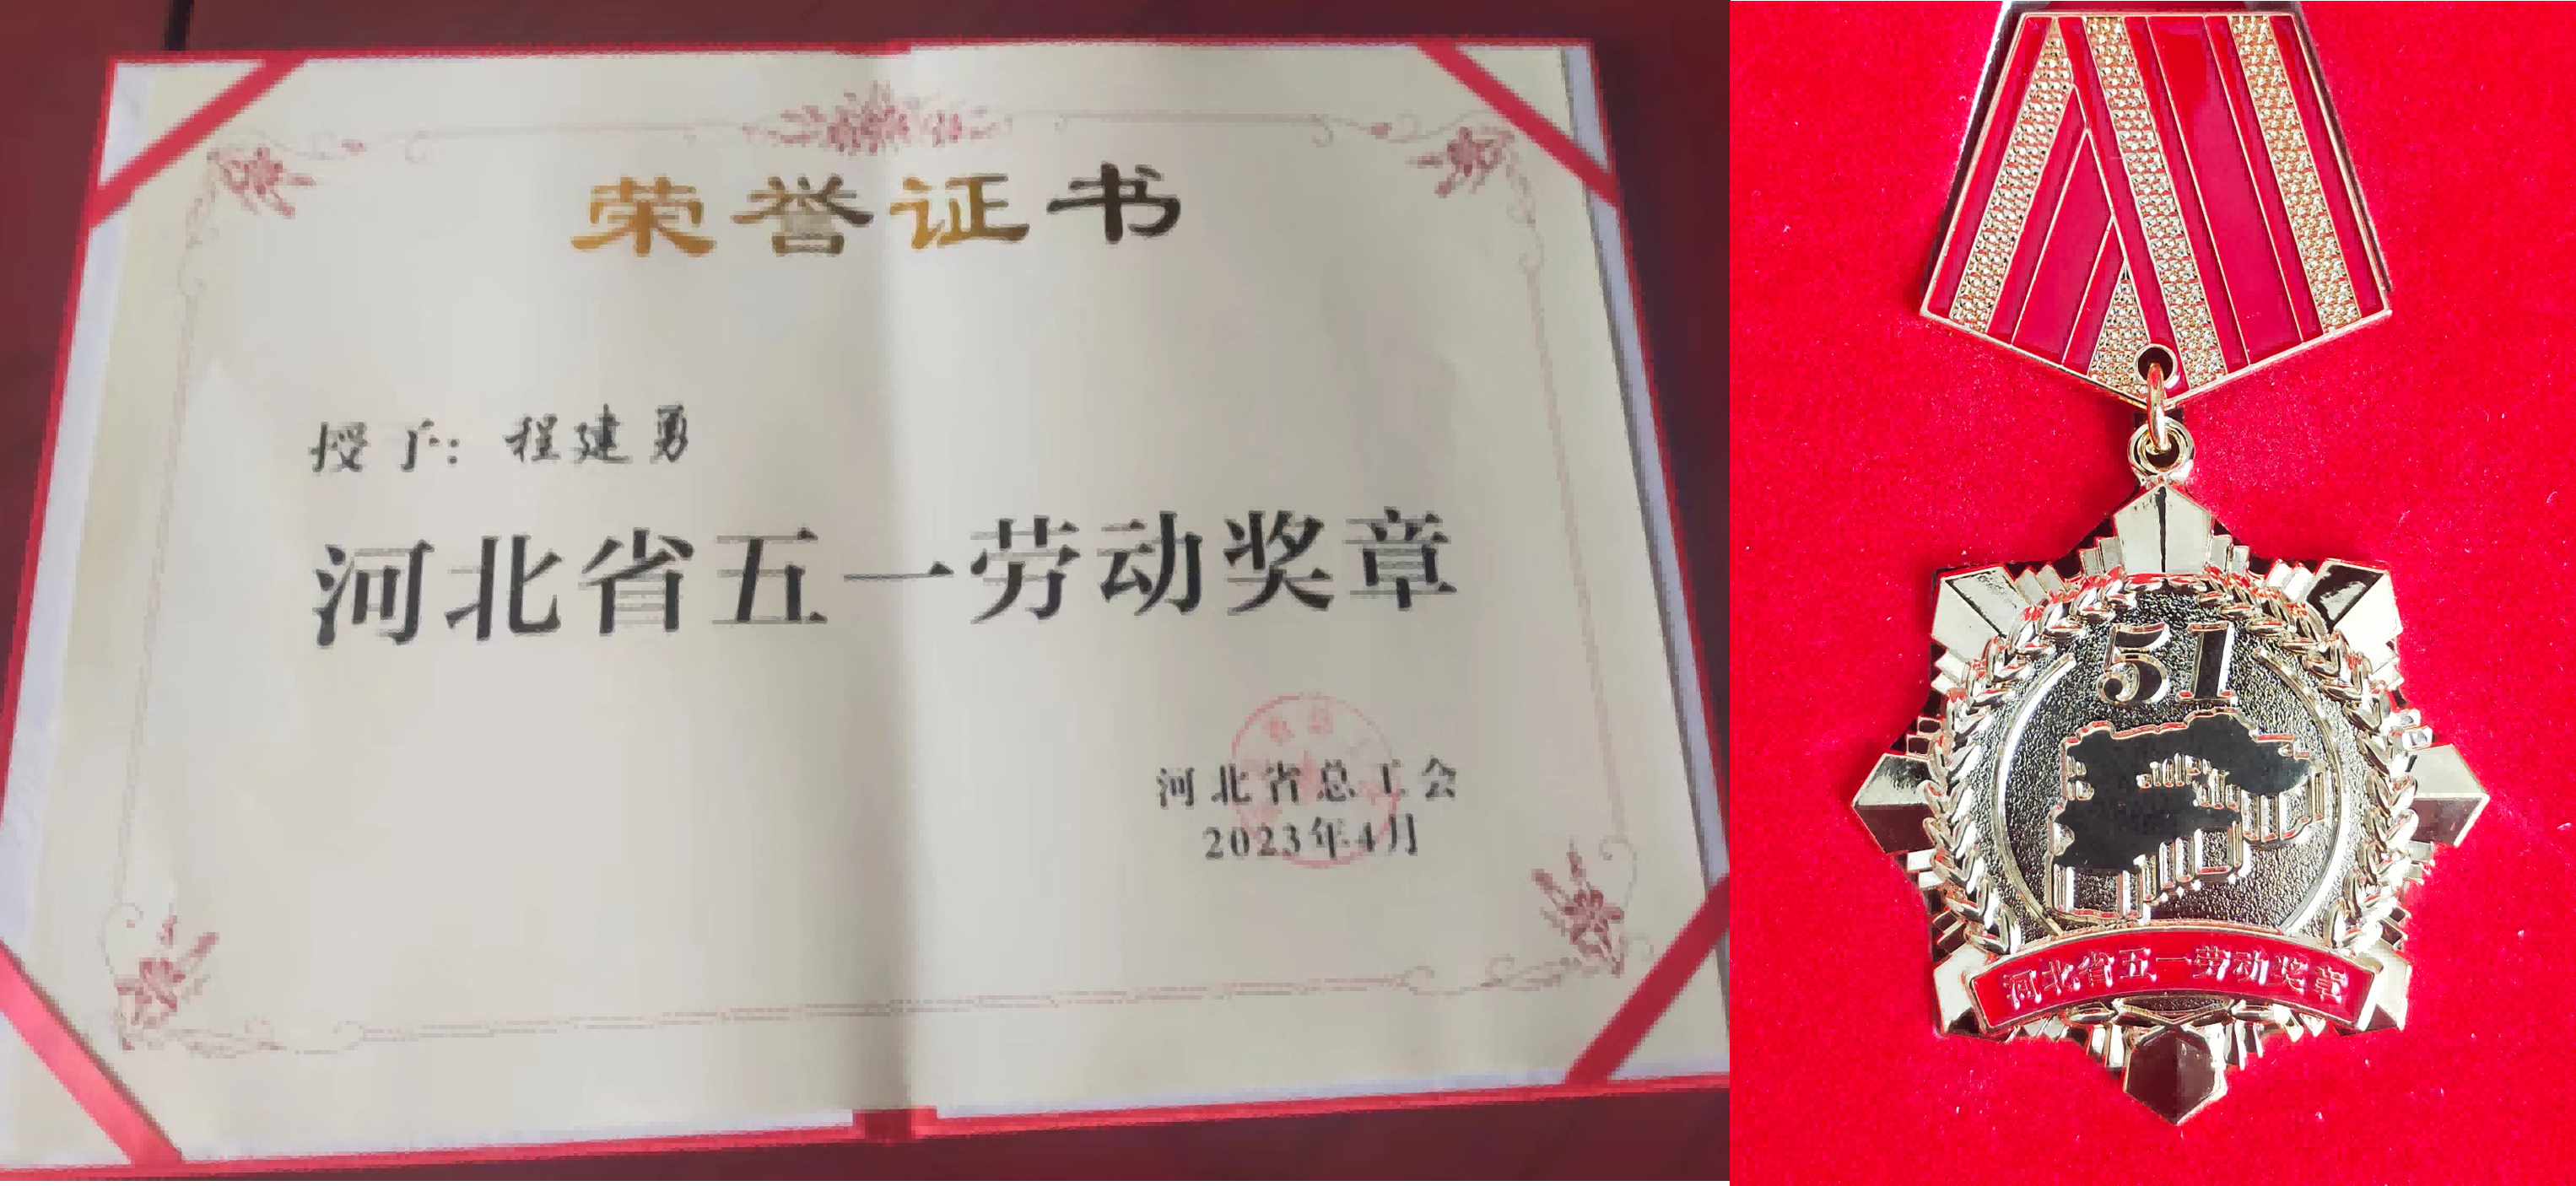 荣誉证书
授予：程建勇
河北省五一劳动奖章
河北省总工会
2023年4月
51
河北省五一劳动奖章